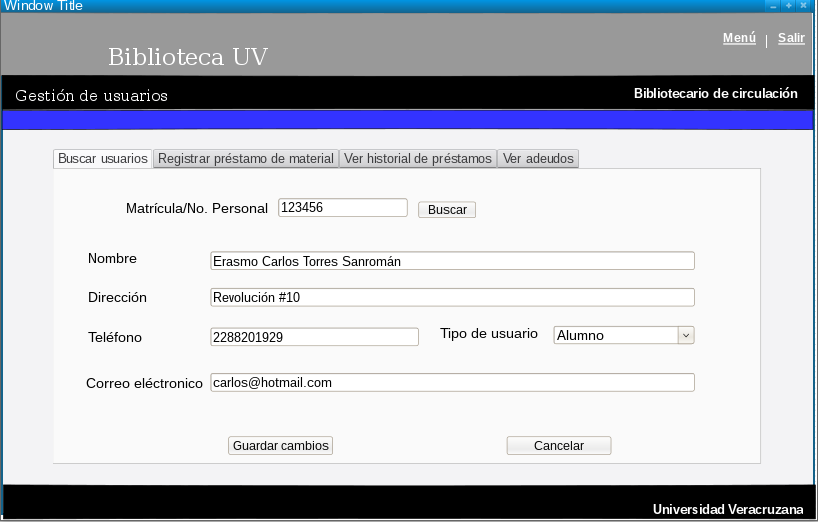 Window Title
Menú | Salir
Biblioteca UV
Gestión de usuarios
Bibliotecario de circulación
Buscar usuarios Registrar préstamo de material Ver historial de préstamos Ver adeudos
Matrícula/No. Personal 123456 Buscar
Nombre Erasmo Carlos Torres Sanromán
Dirección Revolución #10
Teléfono 2288201929 Tipo de usuario Alumno
Correo eléctronico carlos@hotmail.com
Guardar cambios Cancelar
Universidad Veracruzana